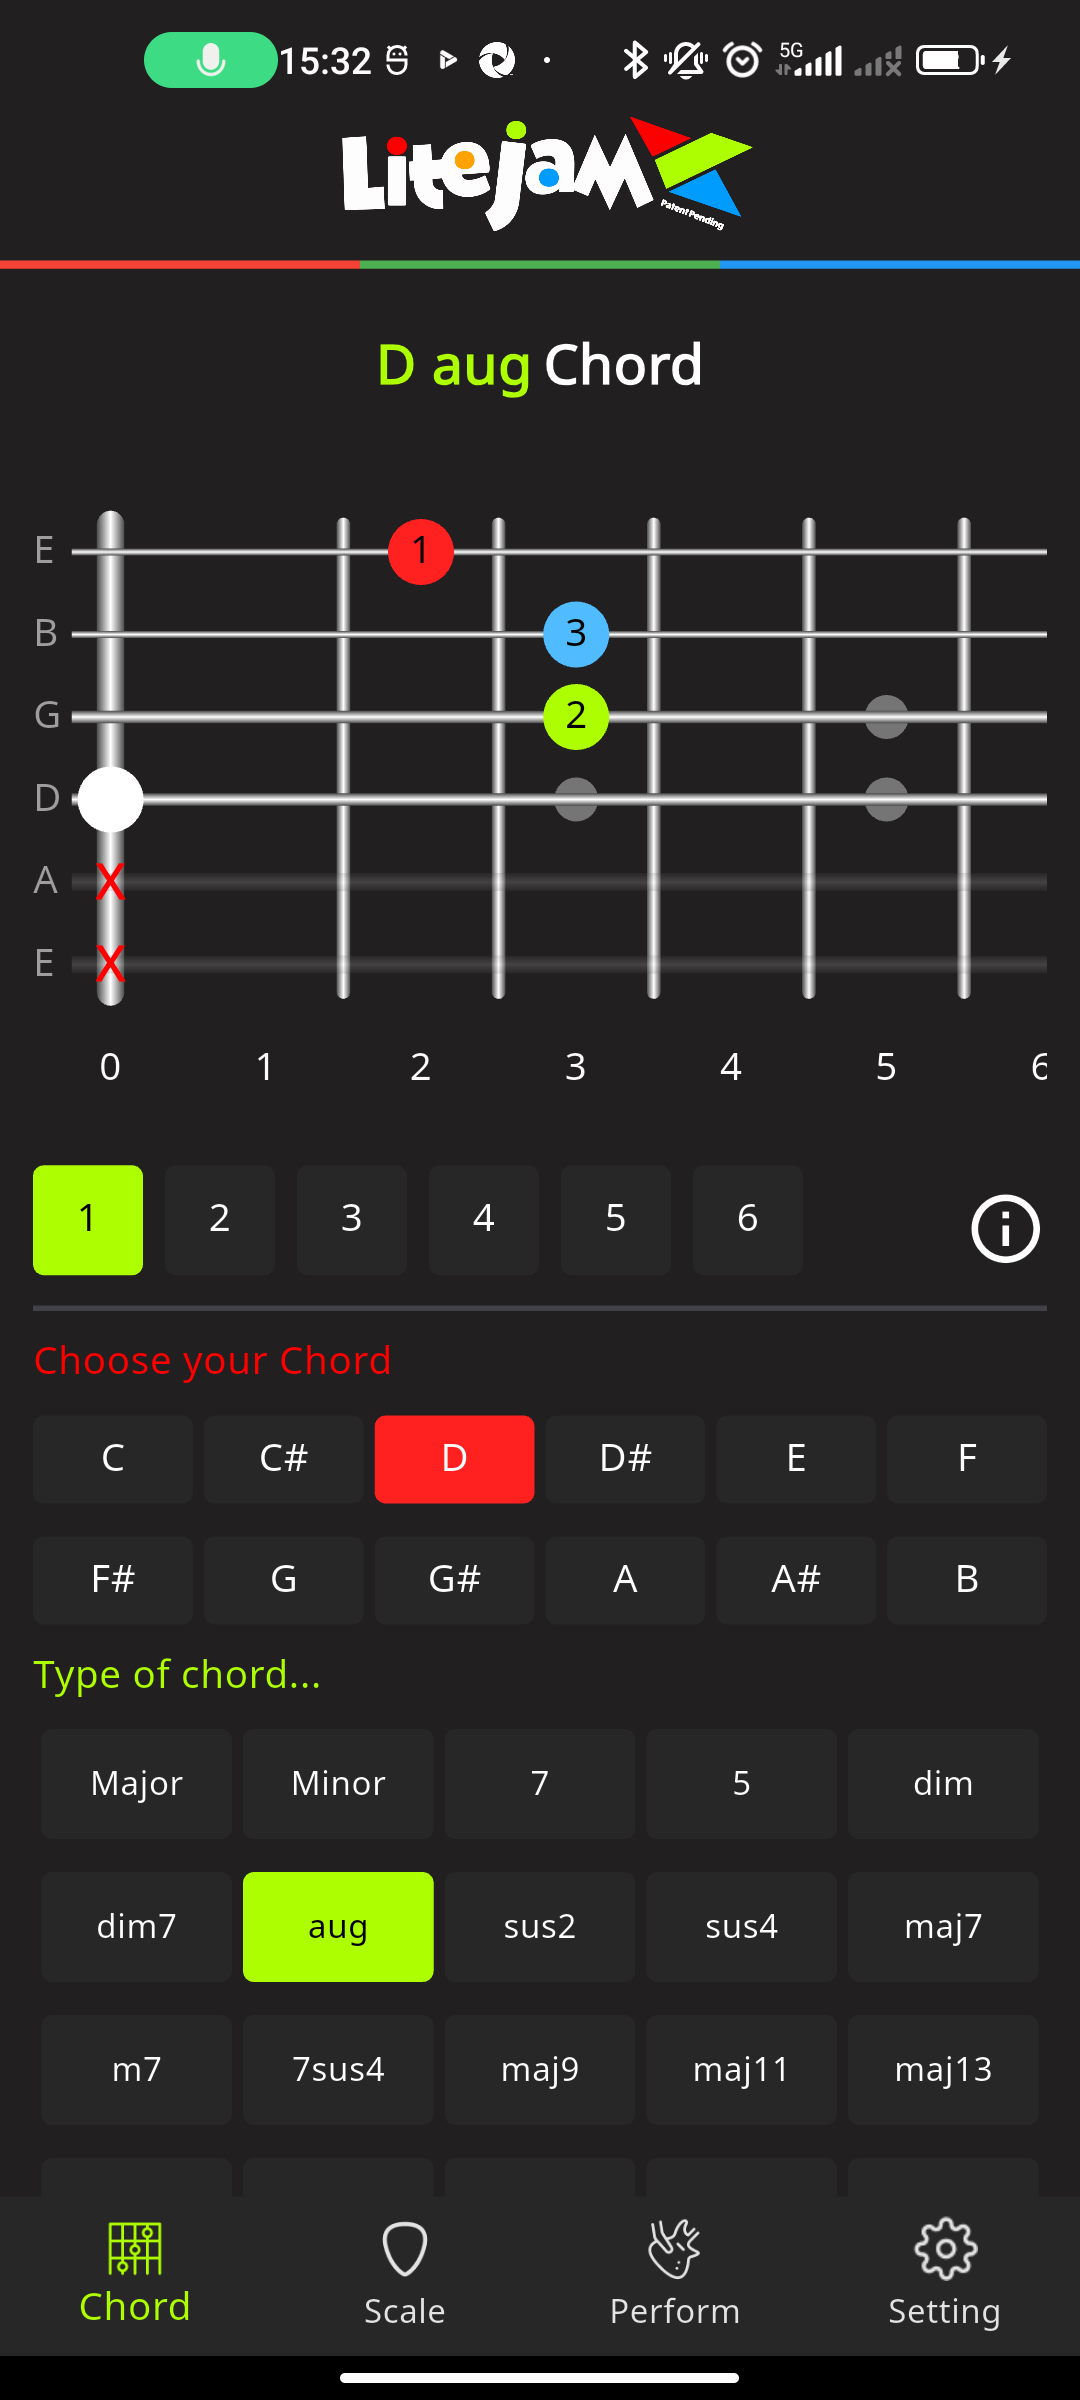 15:32
5G
LiteJam
Patent Pending
D aug Chord
E 1
B 3
G 2
D
A X
E X
0 1 2 3 4 5 6
1 2 3 4 5 6
Choose your Chord
C C# D D# E F
F# G G# A A# B
Type of chord...
Major Minor 7 5 dim
dim7 aug sus2 sus4 maj7
m7 7sus4 maj9 maj11 maj13
Chord Scale Perform Setting